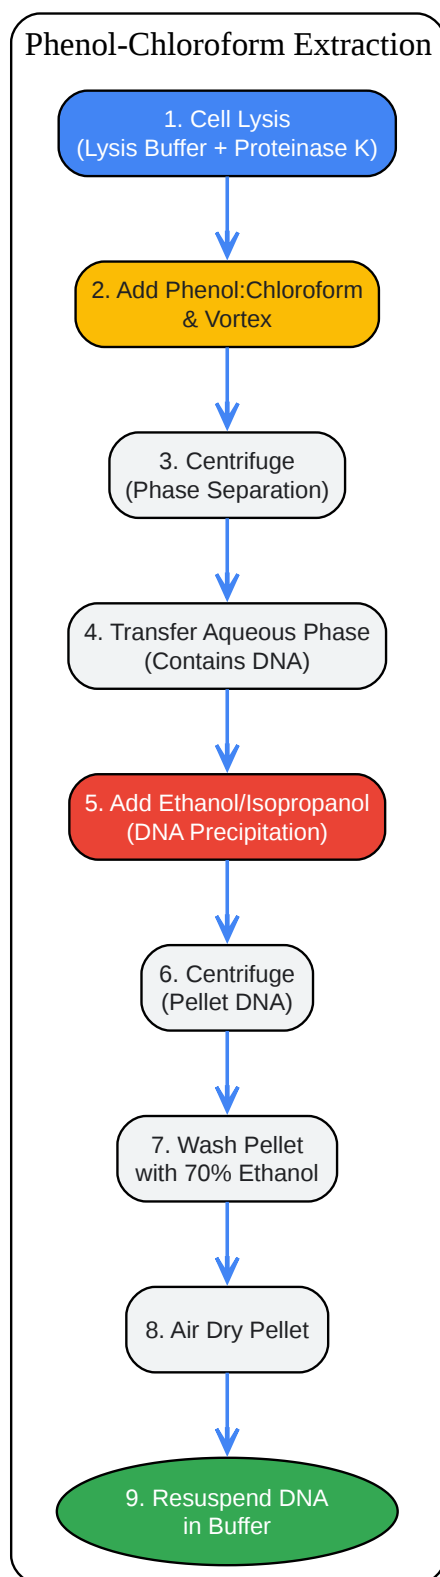 Phenol-Chloroform Extraction
1. Cell Lysis
(Lysis Buffer + Proteinase K)
2. Add Phenol:Chloroform
& Vortex
3. Centrifuge
(Phase Separation)
4. Transfer Aqueous Phase
(Contains DNA)
5. Add Ethanol/Isopropanol
(DNA Precipitation)
6. Centrifuge
(Pellet DNA)
7. Wash Pellet
with 70% Ethanol
8. Air Dry Pellet
9. Resuspend DNA
in Buffer